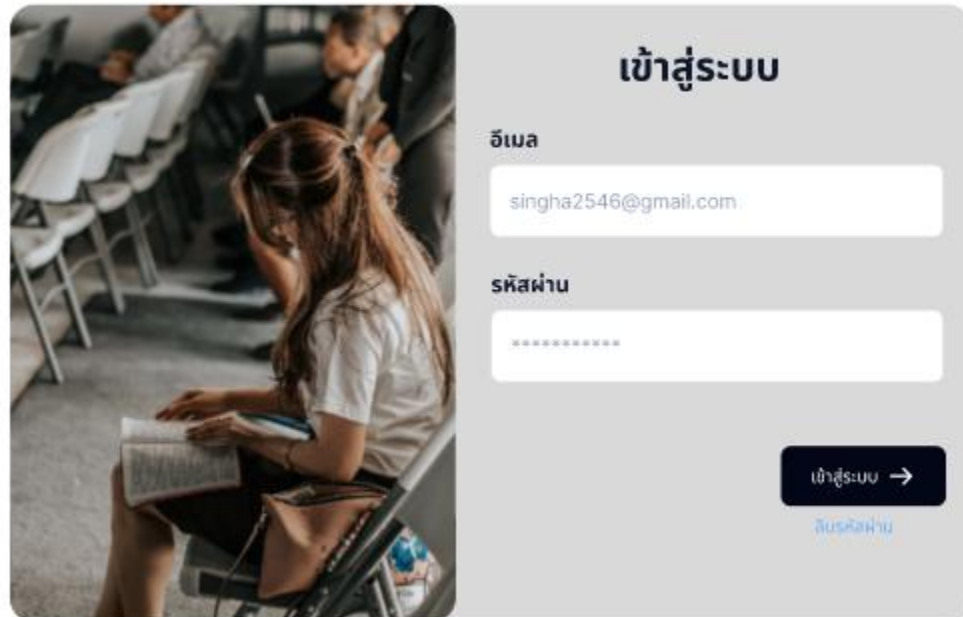 เข้าสู่ระบบ
อีเมล
singha2546@gmail.com
รหัสผ่าน
***********
เข้าสู่ระบบ →
ลืมรหัสผ่าน